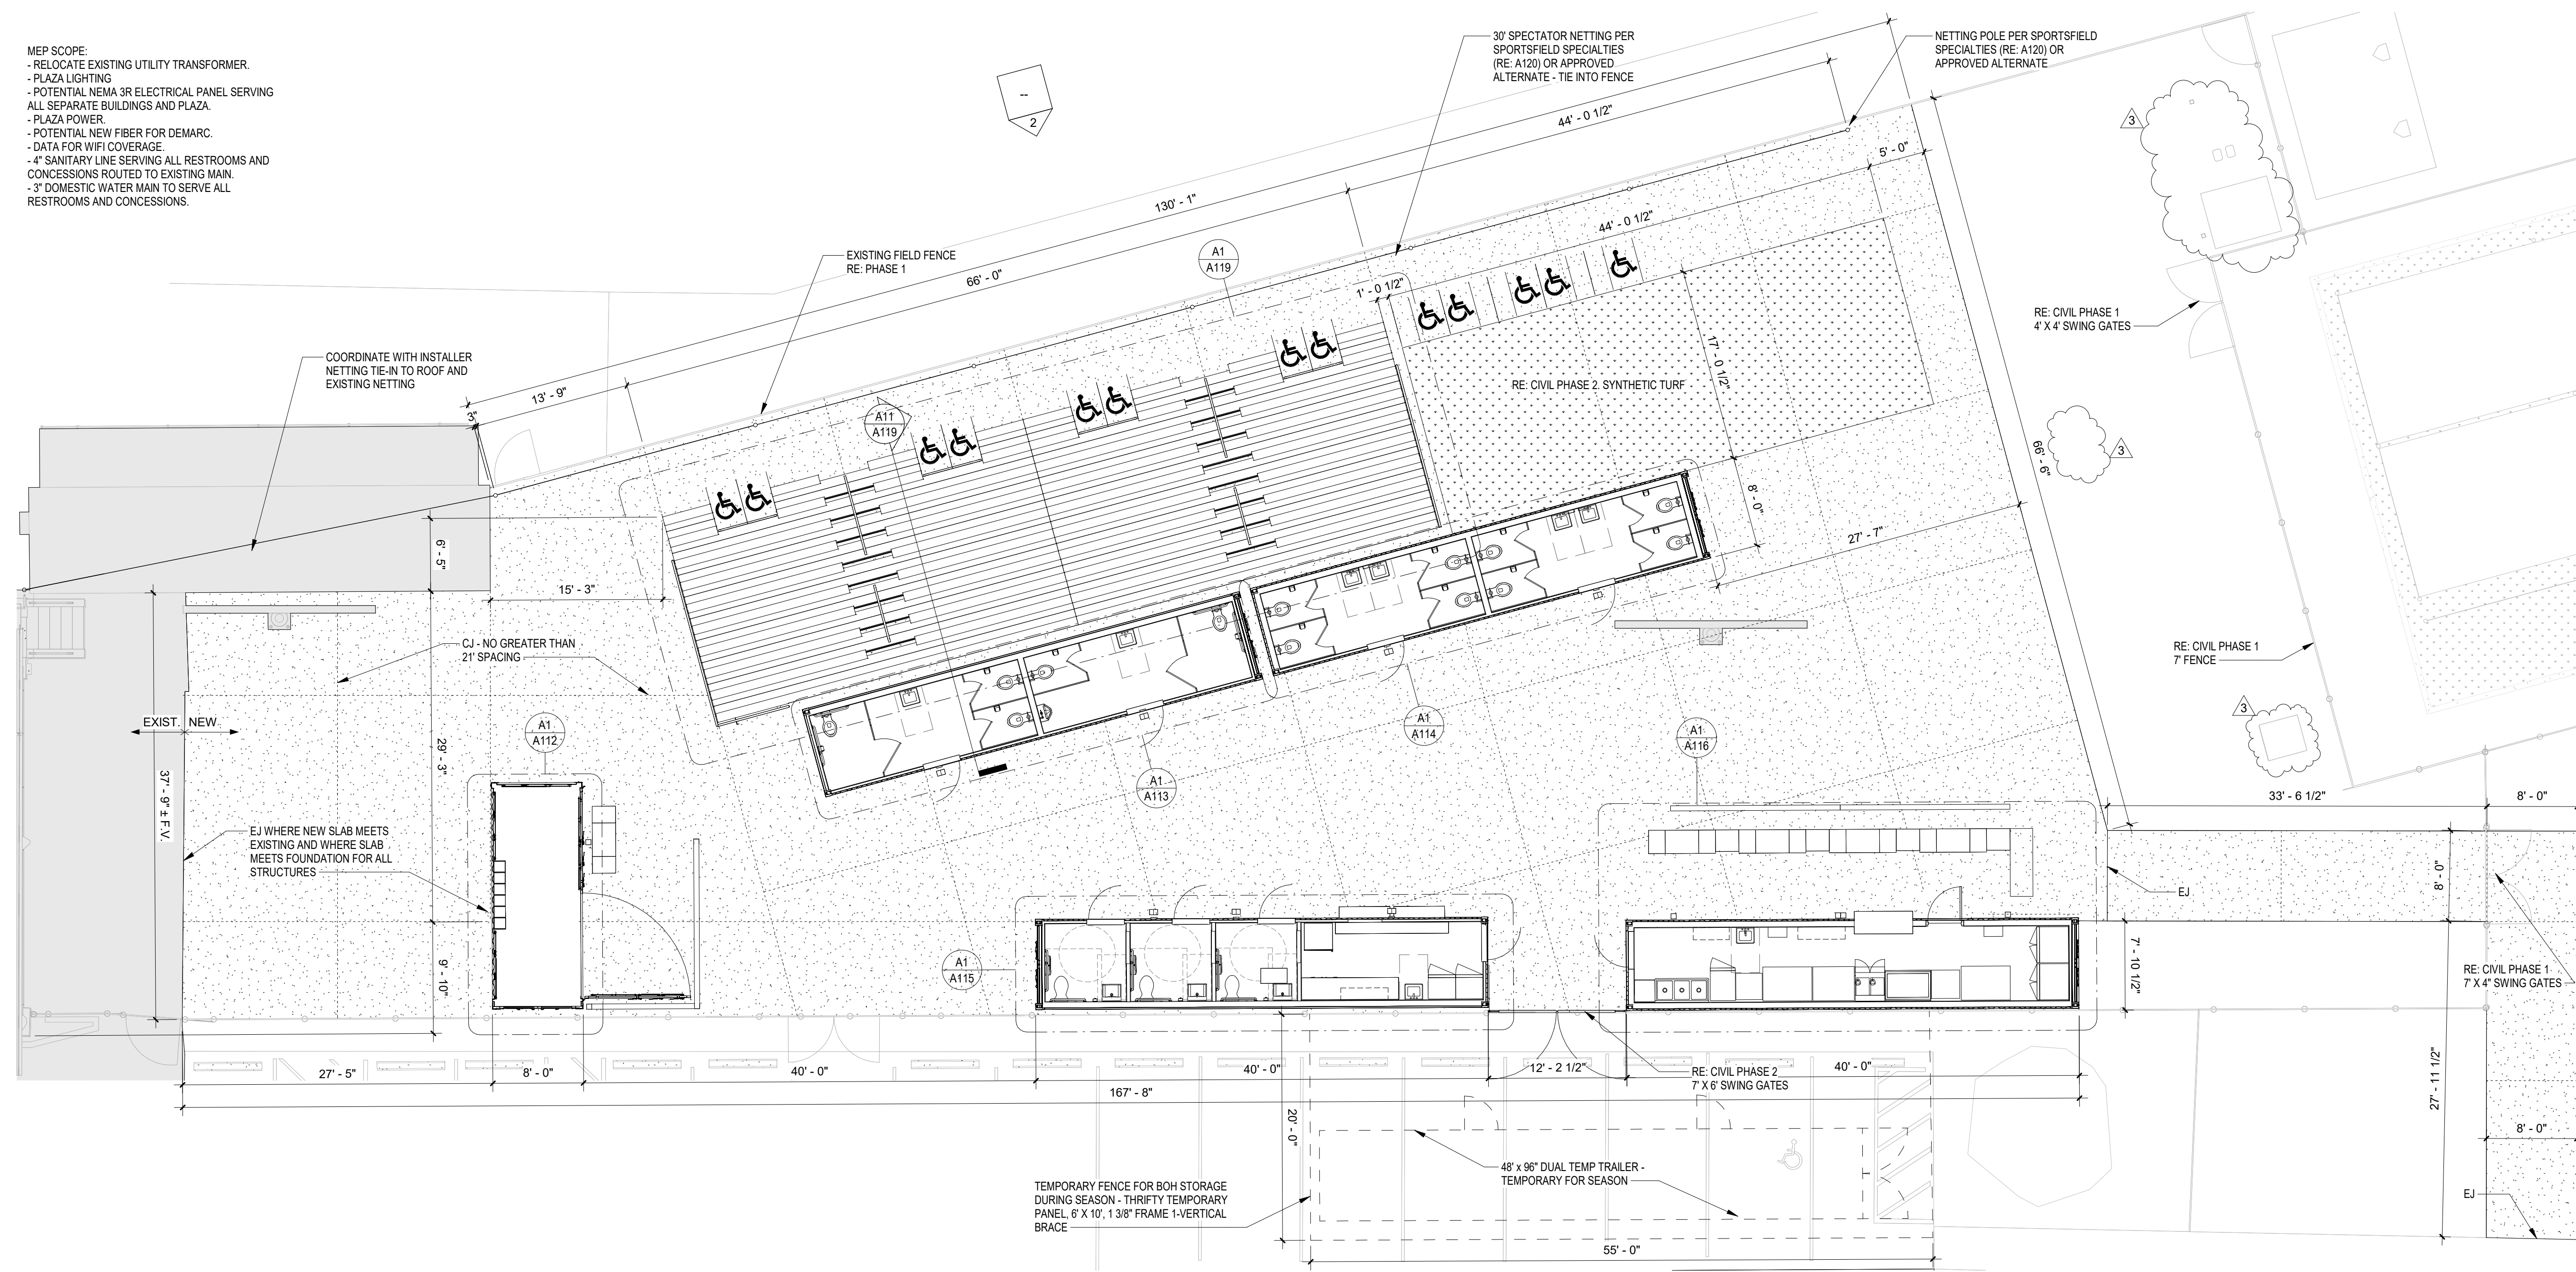 MEP SCOPE:
- RELOCATE EXISTING UTILITY TRANSFORMER.
- PLAZA LIGHTING
- POTENTIAL NEMA 3R ELECTRICAL PANEL SERVING
ALL SEPARATE BUILDINGS AND PLAZA.
- PLAZA POWER.
- POTENTIAL NEW FIBER FOR DEMARC.
- DATA FOR WIFI COVERAGE.
- 4" SANITARY LINE SERVING ALL RESTROOMS AND
CONCESSIONS ROUTED TO EXISTING MAIN.
- 3" DOMESTIC WATER MAIN TO SERVE ALL
RESTROOMS AND CONCESSIONS.
--
2
30' SPECTATOR NETTING PER
SPORTSFIELD SPECIALTIES
(RE: A120) OR APPROVED
ALTERNATE - TIE INTO FENCE
NETTING POLE PER SPORTSFIELD
SPECIALTIES (RE: A120) OR
APPROVED ALTERNATE
44' - 0 1/2"
130' - 1"
5' - 0"
3
44' - 0 1/2"
EXISTING FIELD FENCE
RE: PHASE 1
A1
A119
66' - 0"
1' - 0 1/2"
RE: CIVIL PHASE 1
4' X 4' SWING GATES
COORDINATE WITH INSTALLER
NETTING TIE-IN TO ROOF AND
EXISTING NETTING
17' - 0 1/2"
RE: CIVIL PHASE 2. SYNTHETIC TURF
13' - 9"
3"
A11
A119
66' - 6"
3
8' - 0"
27' - 7"
6' - 5"
15' - 3"
CJ - NO GREATER THAN
21' SPACING
RE: CIVIL PHASE 1
7' FENCE
3
EXIST.
NEW
A1
A112
A1
A114
A1
A116
29' - 3"
37' - 9" ± F.V.
A1
A113
33' - 6 1/2"
8' - 0"
EJ WHERE NEW SLAB MEETS
EXISTING AND WHERE SLAB
MEETS FOUNDATION FOR ALL
STRUCTURES
8' - 0"
EJ
9' - 10"
A1
A115
7' - 10 1/2"
RE: CIVIL PHASE 1
7' X 4" SWING GATES
27' - 5"
8' - 0"
40' - 0"
40' - 0"
12' - 2 1/2"
RE: CIVIL PHASE 2
7' X 6' SWING GATES
40' - 0"
167' - 8"
20' - 0"
27' - 11 1/2"
8' - 0"
48' x 96" DUAL TEMP TRAILER -
TEMPORARY FOR SEASON
TEMPORARY FENCE FOR BOH STORAGE
DURING SEASON - THRIFTY TEMPORARY
PANEL, 6' X 10', 1 3/8" FRAME 1-VERTICAL
BRACE
EJ
55' - 0"